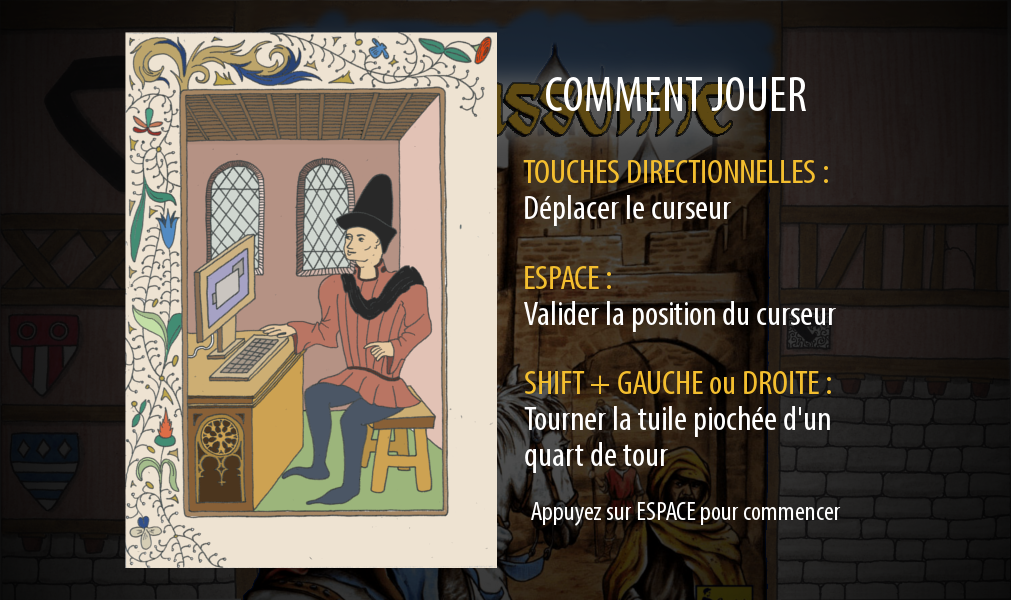 COMMENT JOUER
TOUCHES DIRECTIONNELLES :
Déplacer le curseur
ESPACE :
Valider la position du curseur
SHIFT + GAUCHE ou DROITE :
Tourner la tuile piochée d'un
quart de tour
Appuyez sur ESPACE pour commencer